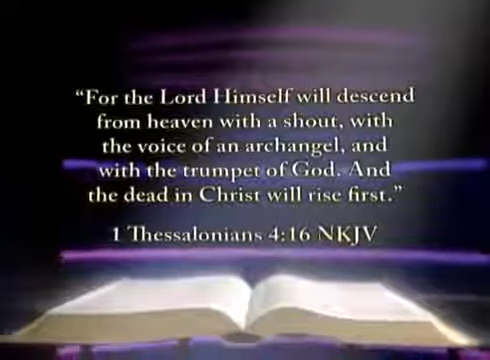 “For the Lord Himself will descend
from heaven with a shout, with
the voice of an archangel, and
with the trumpet of God. And
the dead in Christ will rise first.”
1 Thessalonians 4:16 NKJV